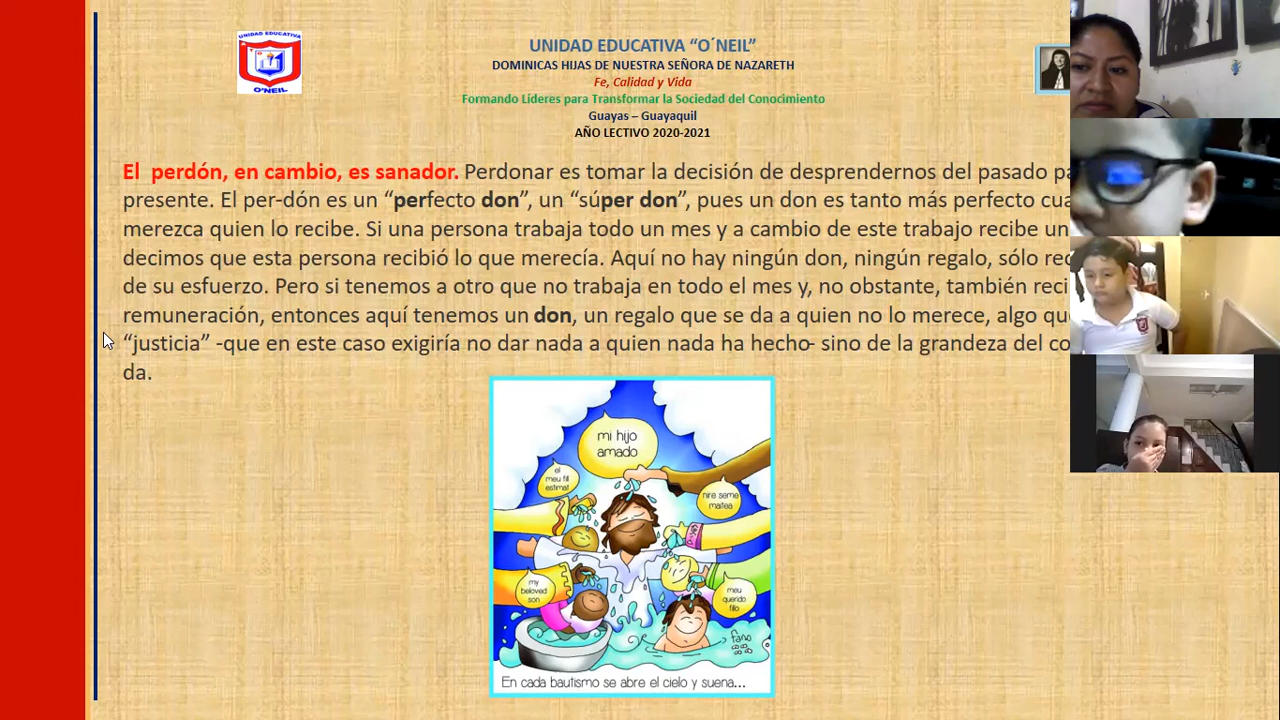 UNIDAD EDUCATIVA
O'NEIL
UNIDAD EDUCATIVA “O´NEIL”
DOMINICAS HIJAS DE NUESTRA SEÑORA DE NAZARETH
Fe, Calidad y Vida
Formando Líderes para Transformar la Sociedad del Conocimiento
Guayas – Guayaquil
AÑO LECTIVO 2020-2021
El perdón, en cambio, es sanador. Perdonar es tomar la decisión de desprendernos del pasado
presente. El per-dón es un “perfecto don”, un “súper don”, pues un don es tanto más perfecto
merezca quien lo recibe. Si una persona trabaja todo un mes y a cambio de este trabajo recibe un
decimos que esta persona recibió lo que merecía. Aquí no hay ningún don, ningún regalo, sólo
de su esfuerzo. Pero si tenemos a otro que no trabaja en todo el mes y, no obstante, también
remuneración, entonces aquí tenemos un don, un regalo que se da a quien no lo merece, algo
“justicia” -que en este caso exigiría no dar nada a quien nada ha hecho- sino de la grandeza del
da.
mi hijo
amado
el
meu fill
estimat
nire seme
maitea
my
beloved
son
meu
querido
fillo
fano
En cada bautismo se abre el cielo y suena...